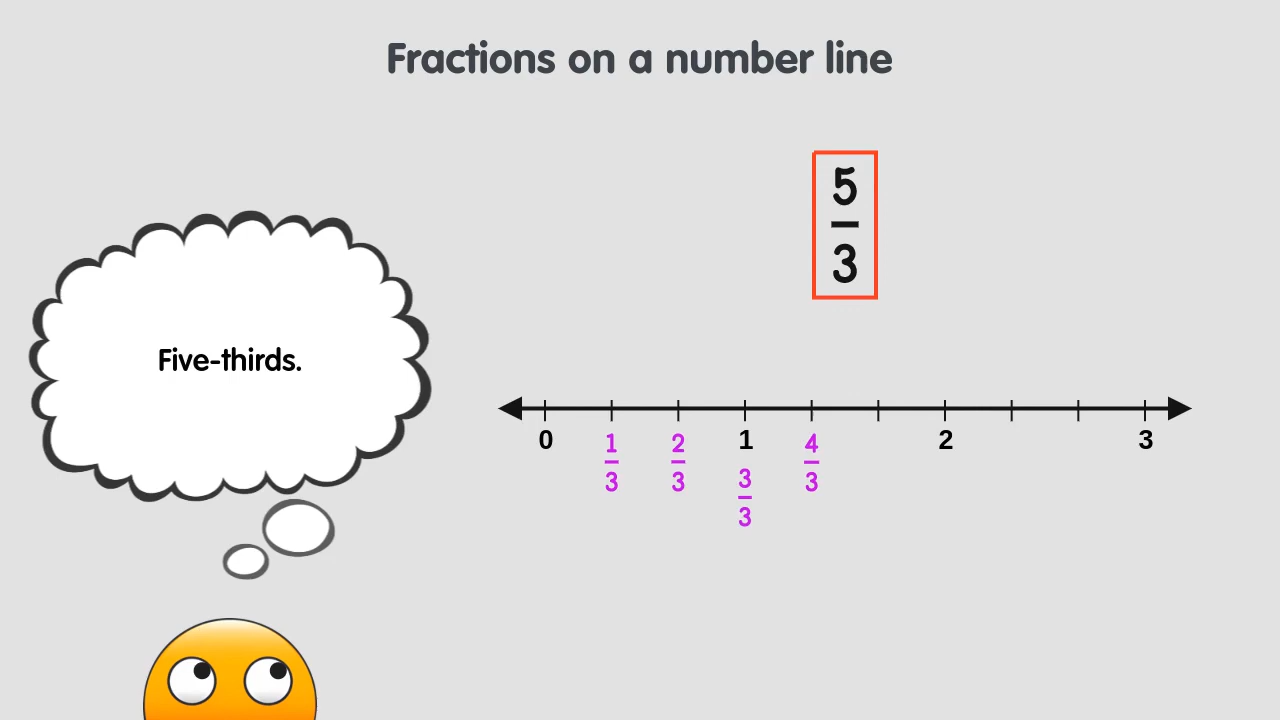 Fractions on a number line
5
3
Five-thirds.
0 1/3 2/3 1 4/3 2 3
3/3